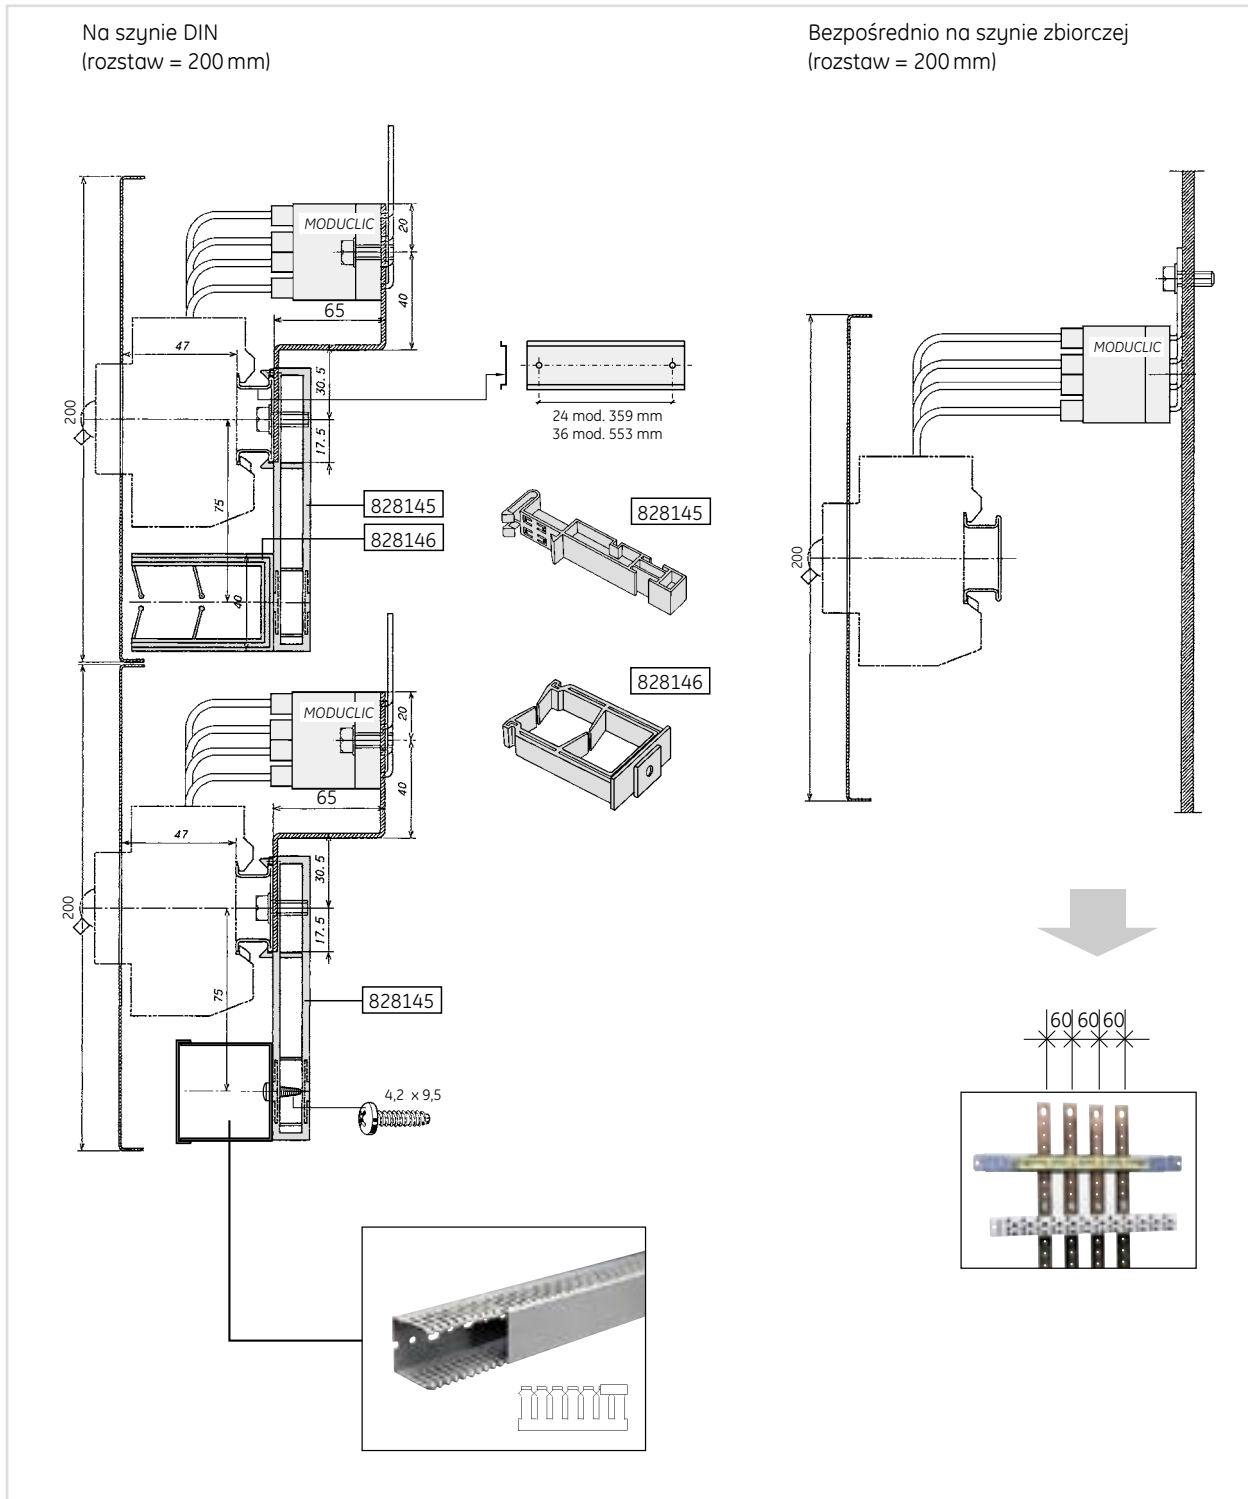 Na szynie DIN
(rozstaw = 200 mm)
Bezpośrednio na szynie zbiorczej
(rozstaw = 200 mm)
MODUCLIC
20
40
65
47
30.5
17.5
200
75
40
24 mod. 359 mm
36 mod. 553 mm
828145
828146
828145
828146
MODUCLIC
20
40
65
47
30.5
17.5
200
75
828145
4,2 x 9,5
MODUCLIC
200
60 60 60